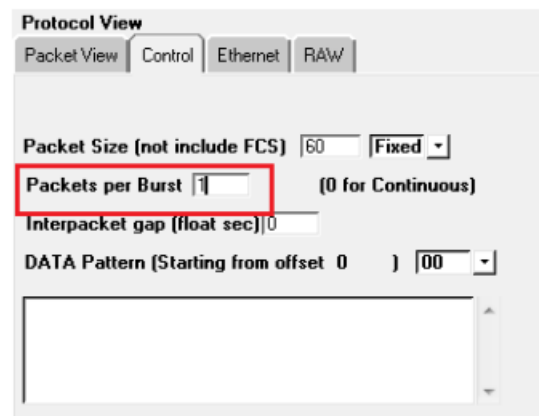 Protocol View
Packet View Control Ethernet RAW
Packet Size (not include FCS) 60 Fixed
Packets per Burst 1 (0 for Continuous)
Interpacket gap (float sec) 0
DATA Pattern (Starting from offset 0 ) 00